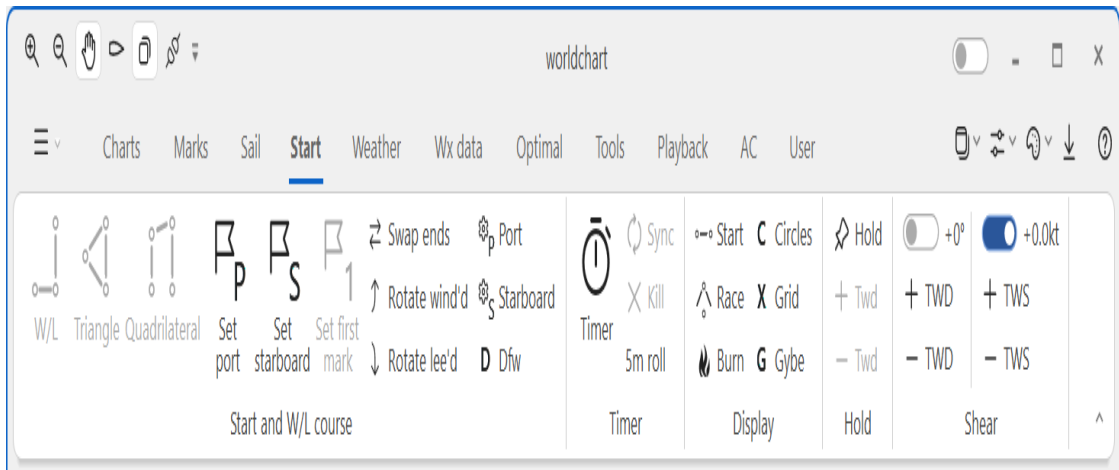 worldchart
Charts Marks Sail Start Weather Wx data Optimal Tools Playback AC User
W/L
Triangle
Quadrilateral
P
Set
port
S
Set
starboard
1
Set first
mark
Swap ends
Rotate wind'd
Rotate lee'd
P Port
S Starboard
D Dfw
Start and W/L course
Timer
Sync
Kill
5m roll
Timer
Start
Race
Burn
C Circles
X Grid
G Gybe
Display
Hold
+ Twd
− Twd
Hold
+0°
+ TWD
− TWD
+0.0kt
+ TWS
− TWS
Shear